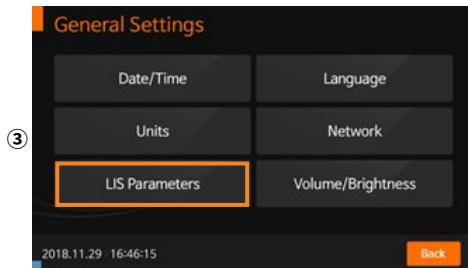 General Settings
Date/Time Language
Units Network
③
LIS Parameters Volume/Brightness
2018.11.29 16:46:15 Back